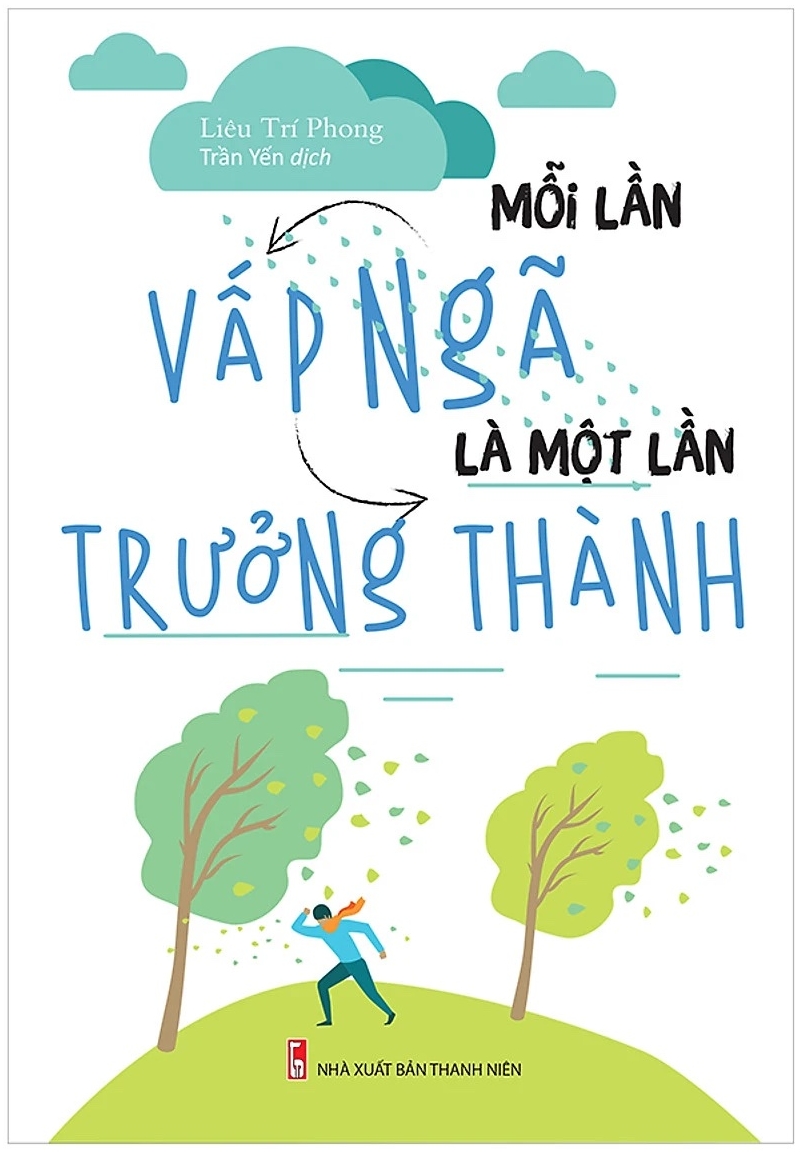 Liêu Trí Phong
Trần Yến dịch
MỖi LẦN
VẤP NgÃ
LÀ MỘT LẦN
TRƯỞNg THÀNH
NHÀ XUẤT BẢN THANH NIÊN